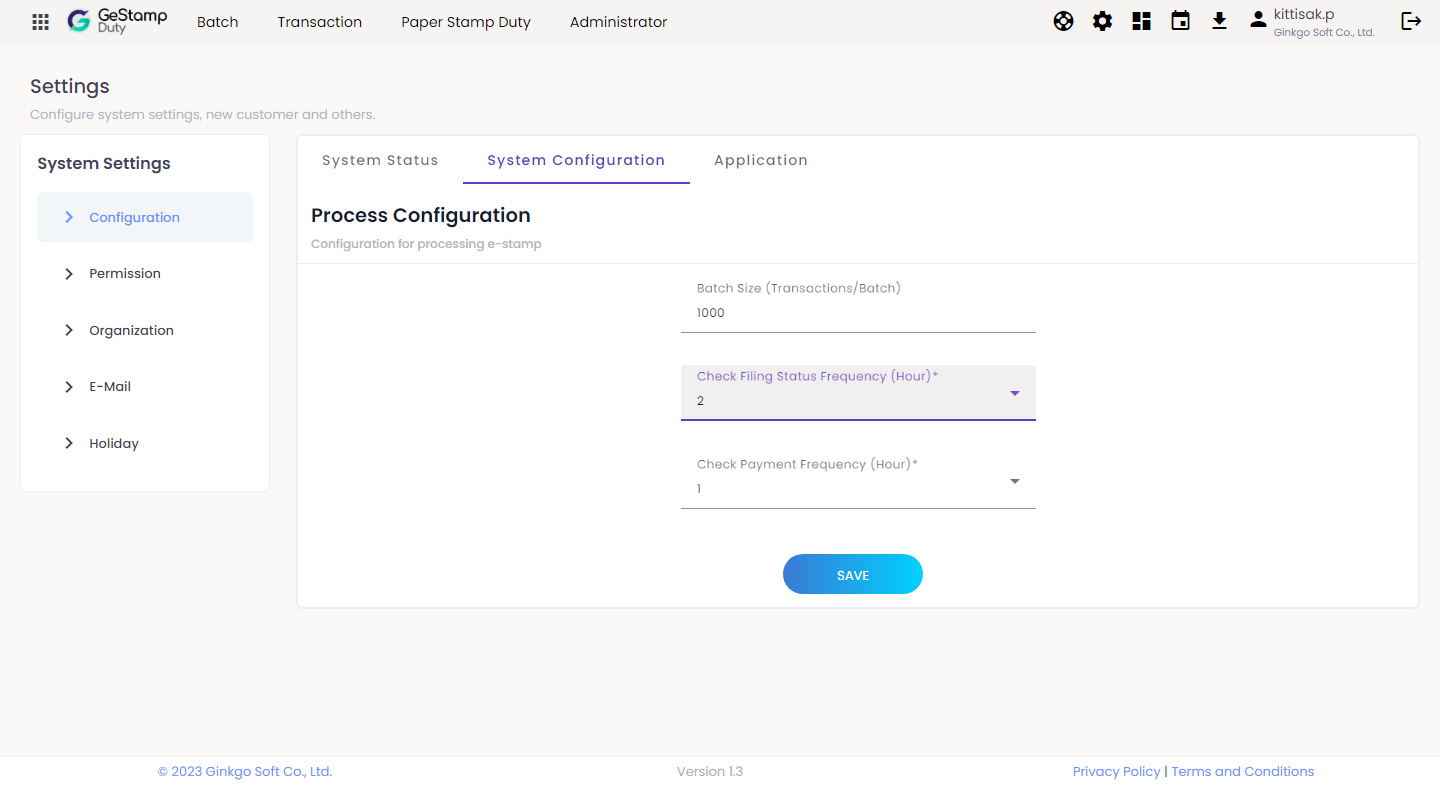 GeStamp
Duty
Batch
Transaction
Paper Stamp Duty
Administrator
kittisak.p
Ginkgo Soft Co., Ltd.
Settings
Configure system settings, new customer and others.
System Settings
Configuration
Permission
Organization
E-Mail
Holiday
System Status
System Configuration
Application
Process Configuration
Configuration for processing e-stamp
Batch Size (Transactions/Batch)
1000
Check Filing Status Frequency (Hour)*
2
Check Payment Frequency (Hour)*
1
SAVE
© 2023 Ginkgo Soft Co., Ltd.
Version 1.3
Privacy Policy | Terms and Conditions